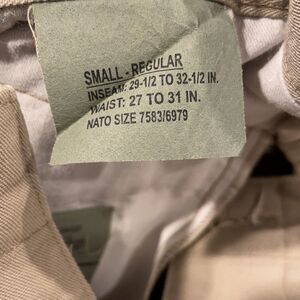 SMALL - REGULAR
INSEAM: 29-1/2 TO 32-1/2 IN.
WAIST: 27 TO 31 IN.
NATO SIZE 7583/6979